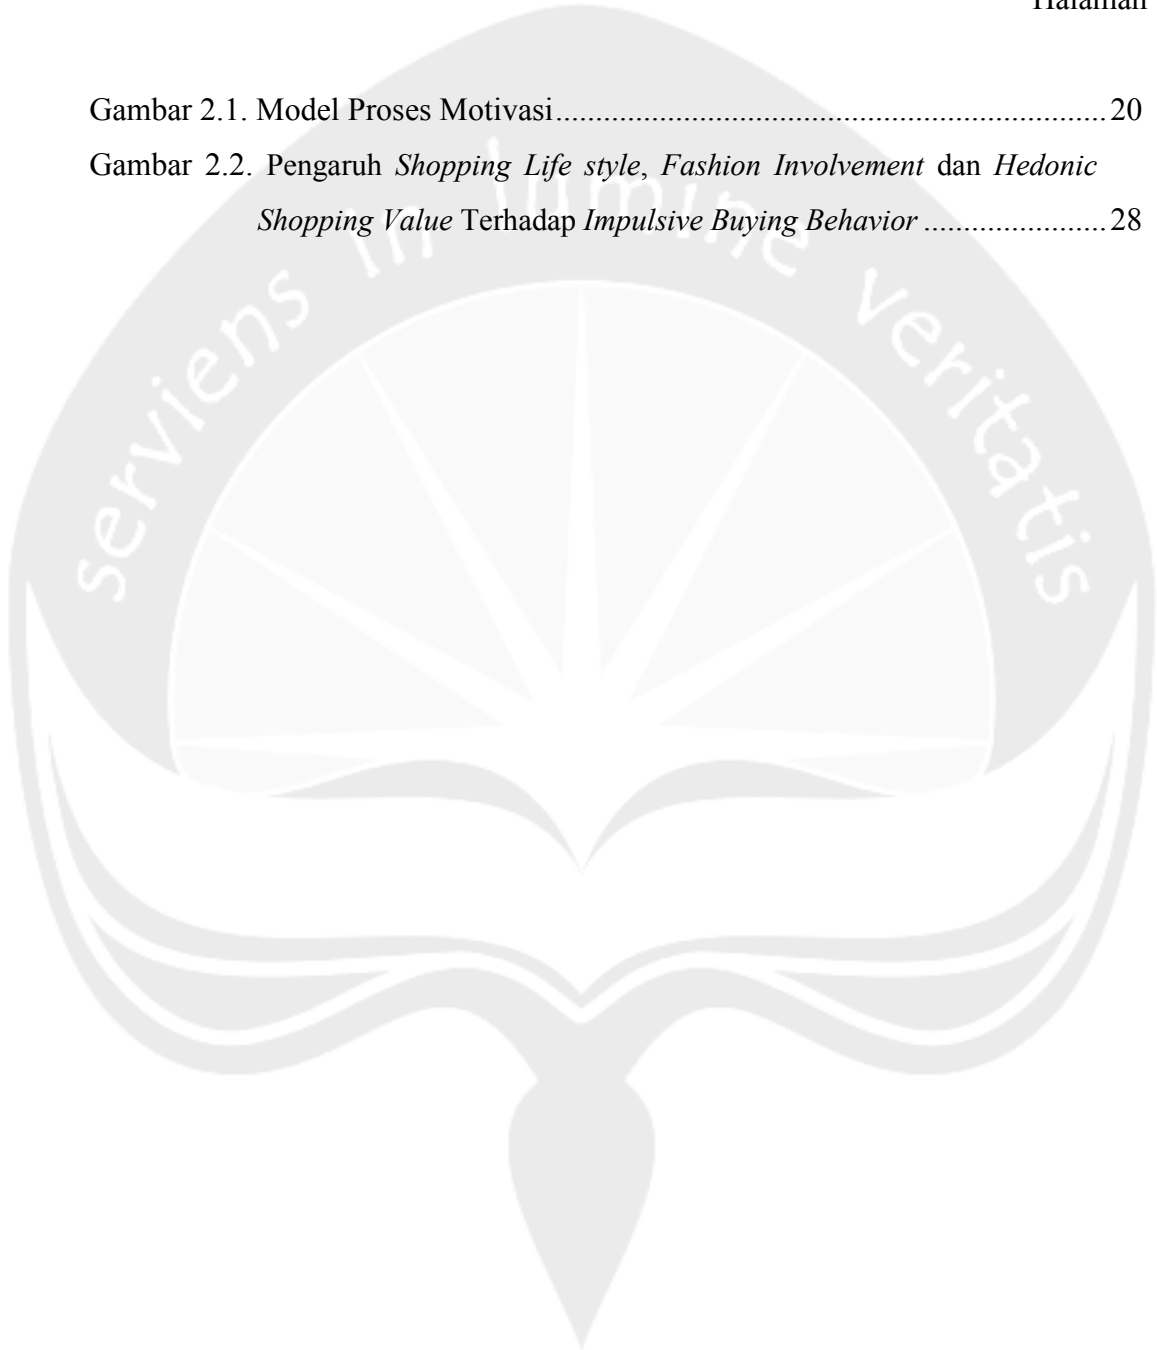 Halaman
Gambar 2.1. Model Proses Motivasi......................................................................20
Gambar 2.2. Pengaruh Shopping Life style, Fashion Involvement dan Hedonic
Shopping Value Terhadap Impulsive Buying Behavior .......................28
serviens in lumine veritatis